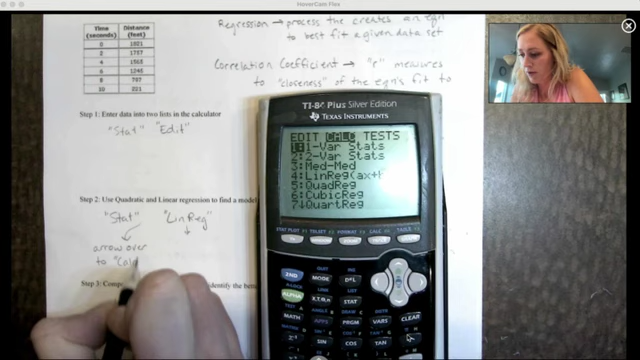 HoverCam Flex
Time (seconds) Distance (feet)
0 1821
2 1757
4 1565
6 1245
8 797
10 221
Regression → process the creates an eqn
to best fit a given data set
Correlation Coefficient → "r" measures
to "closeness" of the eqn's fit to
Step 1: Enter data into two lists in the calculator
"Stat" "Edit"
Step 2: Use Quadratic and Linear regression to find a model
"Stat" "LinReg"
arrow over
to "Calc
Step 3: identify the
TI-84 Plus Silver Edition
TEXAS INSTRUMENTS
EDIT CALC TESTS
1:1-Var Stats
2:2-Var Stats
3:Med-Med
4:LinReg(ax+b
5:QuadReg
6:CubicReg
7↓QuartReg
STAT PLOT F1 TBLSET F2 FORMAT F3 CALC F4 TABLE F5
2ND MODE DEL
ALPHA X,T,θ,n STAT
MATH APPS PRGM VARS CLEAR
SIN COS TAN